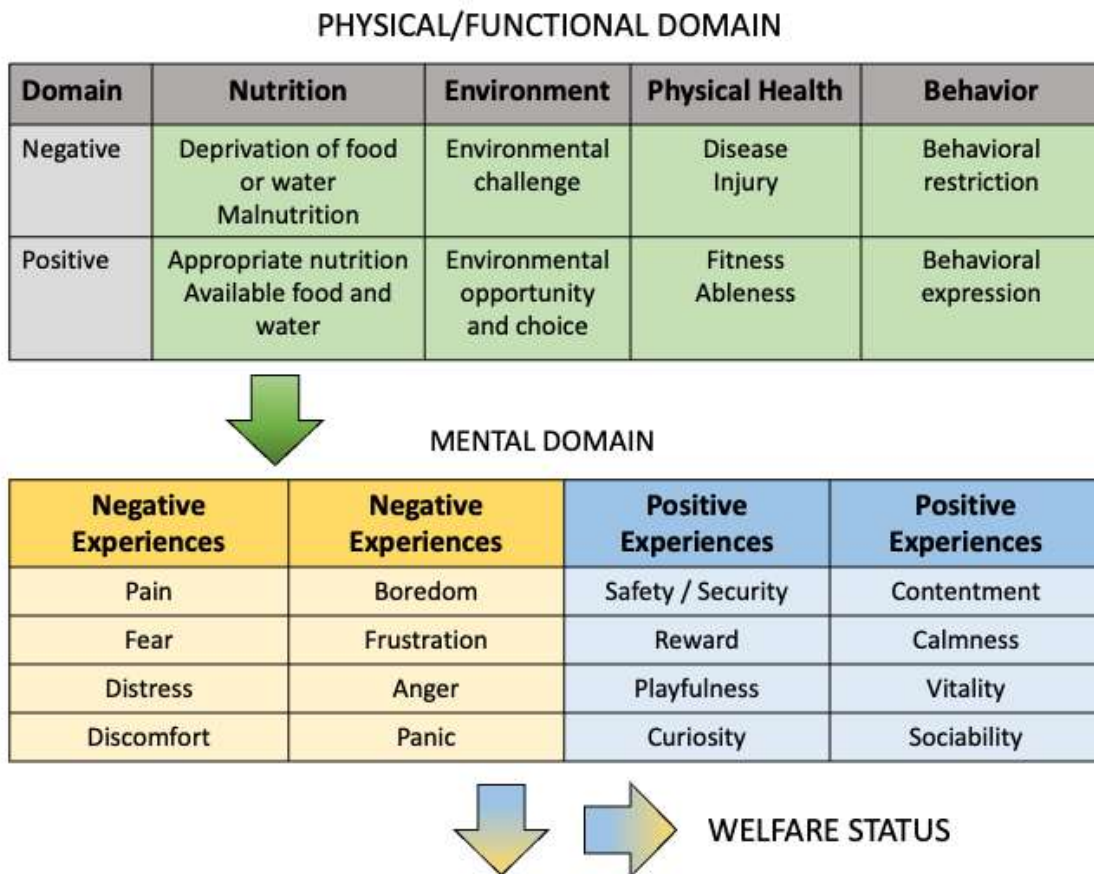 PHYSICAL/FUNCTIONAL DOMAIN
Domain Nutrition Environment Physical Health Behavior
Negative Deprivation of food Environmental Disease Behavioral
or water challenge Injury restriction
Malnutrition
Positive Appropriate nutrition Environmental Fitness Behavioral
Available food and opportunity Ableness expression
water and choice
MENTAL DOMAIN
Negative Negative Positive Positive
Experiences Experiences Experiences Experiences
Pain Boredom Safety / Security Contentment
Fear Frustration Reward Calmness
Distress Anger Playfulness Vitality
Discomfort Panic Curiosity Sociability
WELFARE STATUS